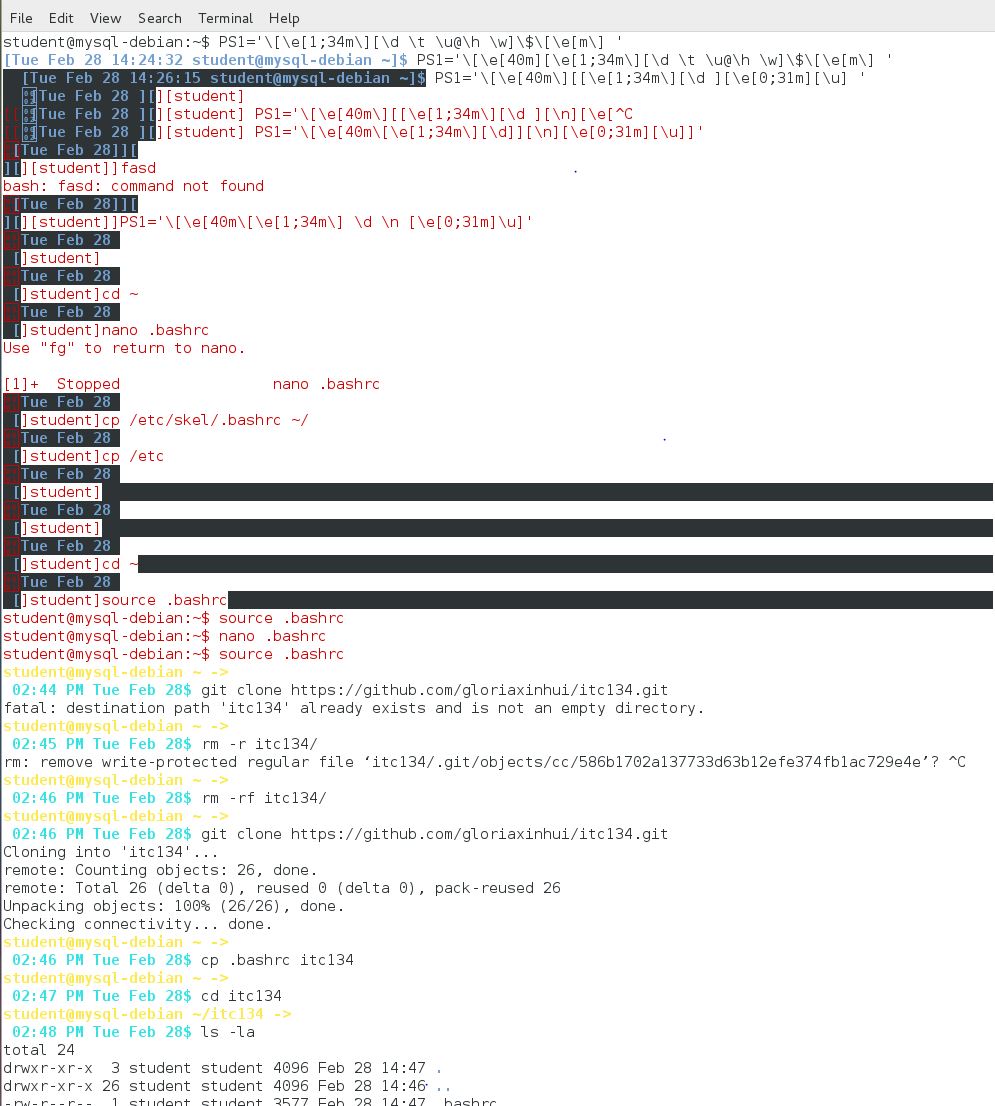 File Edit View Search Terminal Help
student@mysql-debian:~$ PS1='\[\e[1;34m\][\d \t \u@\h \w]\$\[\e[m\] '
[Tue Feb 28 14:24:32 student@mysql-debian ~]$ PS1='\[\e[40m][\e[1;34m\][\d \t \u@\h \w]\$\[\e[m\] '
[Tue Feb 28 14:26:15 student@mysql-debian ~]$ PS1='\[\e[40m\][[\e[1;34m\][\d ][\e[0;31m][\u] '
Tue Feb 28 ][][student]
Tue Feb 28 ][][student] PS1='\[\e[40m\][[\e[1;34m\][\d ][\n][\e[^C
Tue Feb 28 ][][student] PS1='\[\e[40m\[\e[1;34m\][\d]][\n][\e[0;31m][\u]]'
[Tue Feb 28]][
][][student]]fasd
bash: fasd: command not found
[Tue Feb 28]][
][][student]]PS1='\[\e[40m\[\e[1;34m\] \d \n [\e[0;31m]\u]'
Tue Feb 28
[]student]
Tue Feb 28
[]student]cd ~
Tue Feb 28
[]student]nano .bashrc
Use "fg" to return to nano.
[1]+  Stopped                 nano .bashrc
Tue Feb 28
[]student]cp /etc/skel/.bashrc ~/
Tue Feb 28
[]student]cp /etc
Tue Feb 28
[]student]
Tue Feb 28
[]student]
Tue Feb 28
[]student]cd ~
Tue Feb 28
[]student]source .bashrc
student@mysql-debian:~$ source .bashrc
student@mysql-debian:~$ nano .bashrc
student@mysql-debian:~$ source .bashrc
student@mysql-debian ~ ->
02:44 PM Tue Feb 28$ git clone https://github.com/gloriaxinhui/itc134.git
fatal: destination path 'itc134' already exists and is not an empty directory.
student@mysql-debian ~ ->
02:45 PM Tue Feb 28$ rm -r itc134/
rm: remove write-protected regular file ‘itc134/.git/objects/cc/586b1702a137733d63b12efe374fb1ac729e4e’? ^C
student@mysql-debian ~ ->
02:46 PM Tue Feb 28$ rm -rf itc134/
student@mysql-debian ~ ->
02:46 PM Tue Feb 28$ git clone https://github.com/gloriaxinhui/itc134.git
Cloning into 'itc134'...
remote: Counting objects: 26, done.
remote: Total 26 (delta 0), reused 0 (delta 0), pack-reused 26
Unpacking objects: 100% (26/26), done.
Checking connectivity... done.
student@mysql-debian ~ ->
02:46 PM Tue Feb 28$ cp .bashrc itc134
student@mysql-debian ~ ->
02:47 PM Tue Feb 28$ cd itc134
student@mysql-debian ~/itc134 ->
02:48 PM Tue Feb 28$ ls -la
total 24
drwxr-xr-x  3 student student 4096 Feb 28 14:47 .
drwxr-xr-x 26 student student 4096 Feb 28 14:46 ..
-rw-r--r--  1 student student 3577 Feb 28 14:47 .bashrc